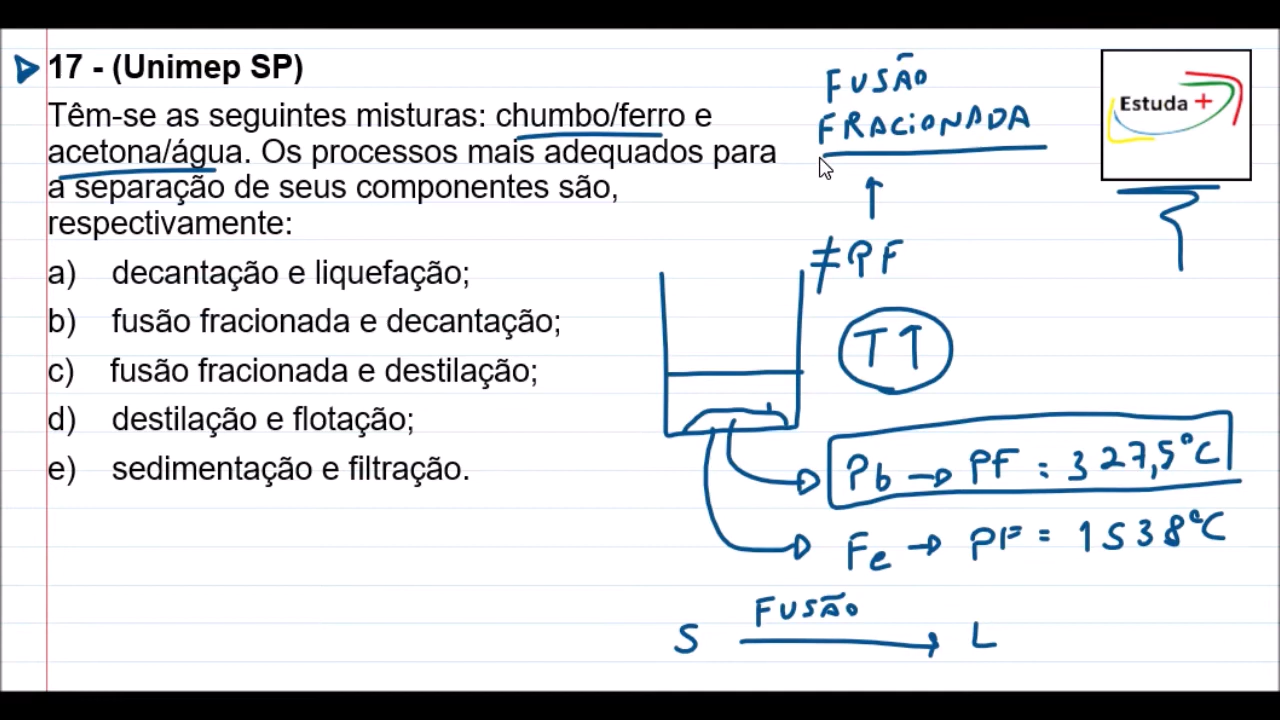 17 - (Unimep SP)
Têm-se as seguintes misturas: chumbo/ferro e
acetona/água. Os processos mais adequados para
a separação de seus componentes são,
respectivamente:
a) decantação e liquefação;
b) fusão fracionada e decantação;
c) fusão fracionada e destilação;
d) destilação e flotação;
e) sedimentação e filtração.
FUSÃO
FRACIONADA
Estuda +
↑
≠PF
T↑
Pb → PF = 327,5°C
Fe → PF = 1538°C
FUSÃO
S → L